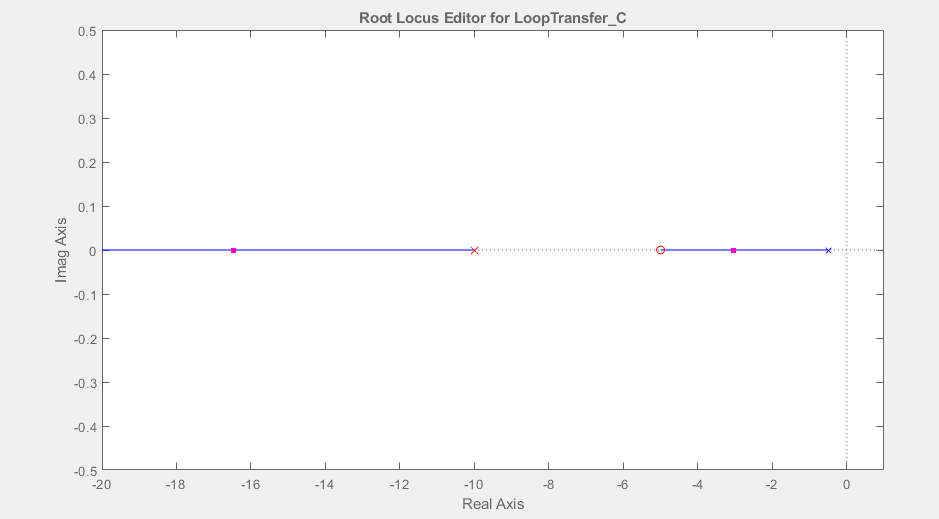 Root Locus Editor for LoopTransfer_C
0.5
0.4
0.3
0.2
0.1
0
-0.1
-0.2
-0.3
-0.4
-0.5
Imag Axis
-20 -18 -16 -14 -12 -10 -8 -6 -4 -2 0
Real Axis